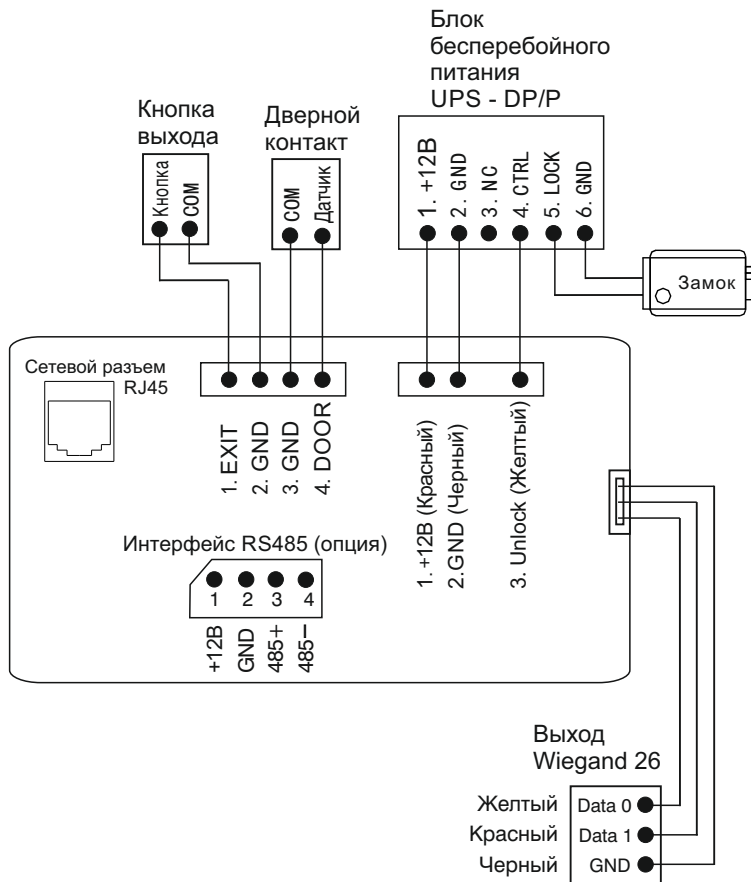 Блок
бесперебойного
питания
UPS - DP/P
Кнопка
выхода
Дверной
контакт
Кнопка
COM
COM
Датчик
1. +12В
2. GND
3. NC
4. CTRL
5. LOCK
6. GND
Замок
Сетевой разъем
RJ45
1. EXIT
2. GND
3. GND
4. DOOR
1. +12В (Красный)
2.GND (Черный)
3. Unlock (Желтый)
Интерфейс RS485 (опция)
1 2 3 4
+12В
GND
485+
485−
Выход
Wiegand 26
Желтый Data 0
Красный Data 1
Черный GND